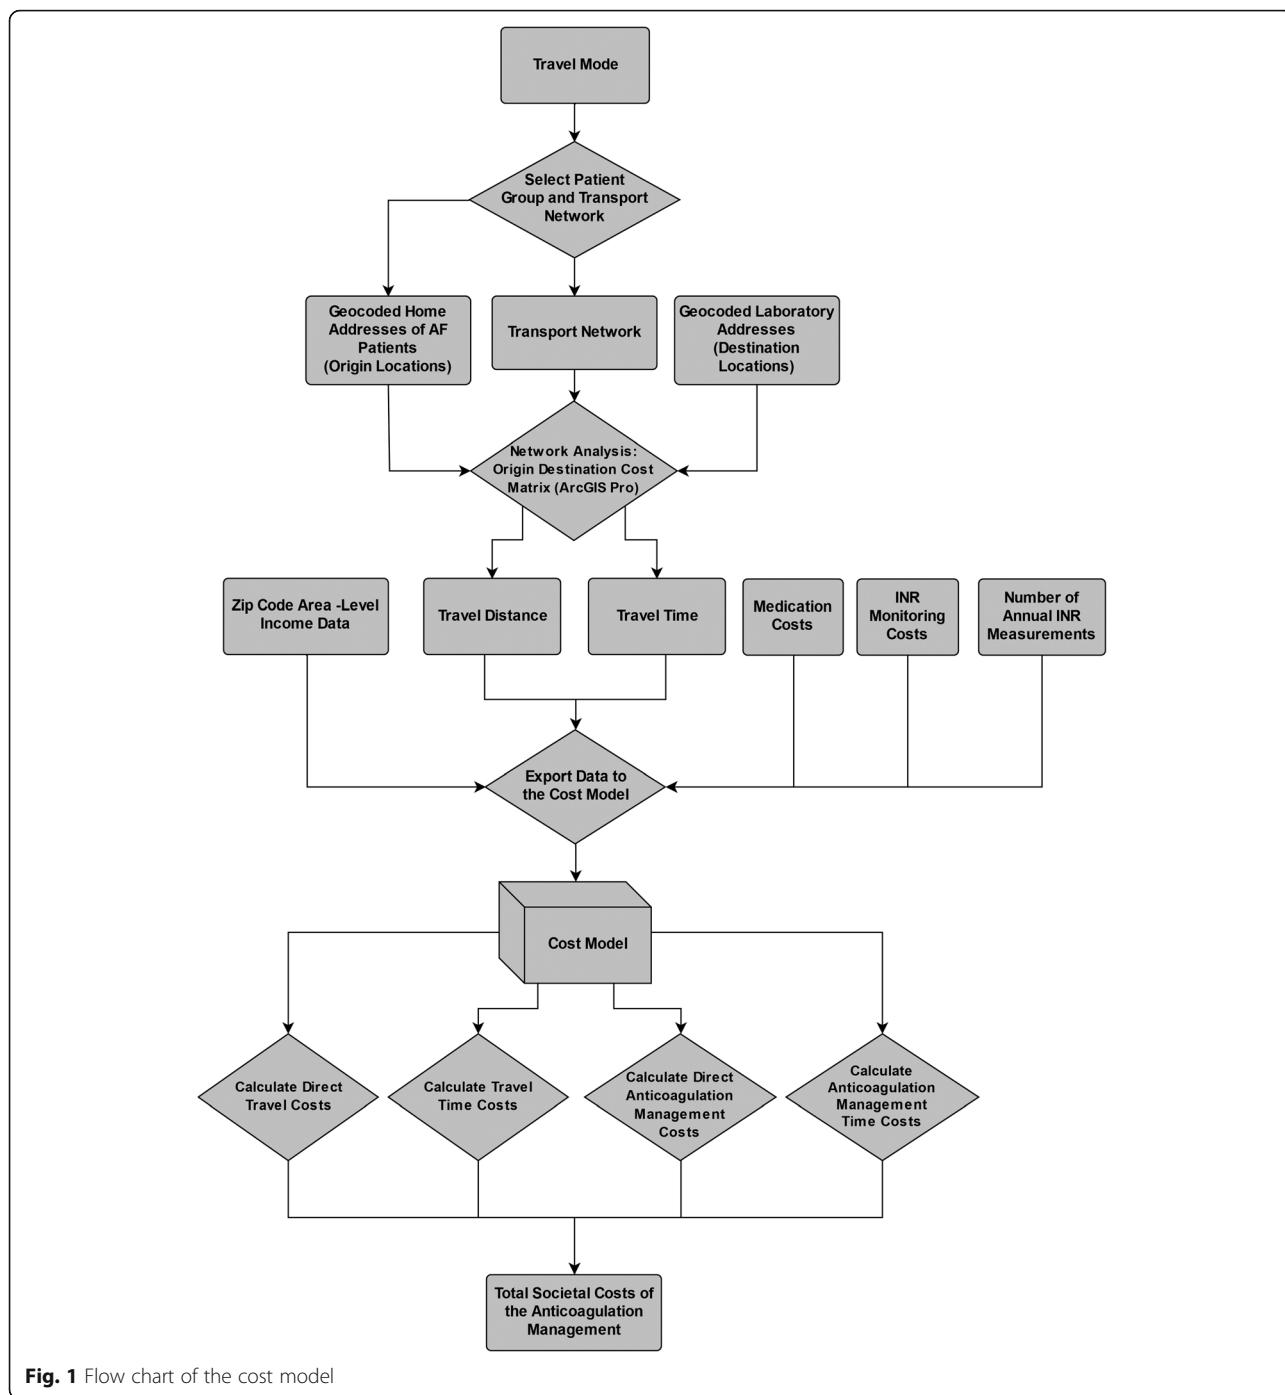 Travel Mode
Select Patient
Group and Transport
Network
Geocoded Home
Addresses of AF
Patients
(Origin Locations)
Transport Network
Geocoded Laboratory
Addresses
(Destination
Locations)
Network Analysis:
Origin Destination Cost
Matrix (ArcGIS Pro)
Zip Code Area -Level
Income Data
Travel Distance
Travel Time
Medication
Costs
INR
Monitoring
Costs
Number of
Annual INR
Measurements
Export Data to
the Cost Model
Cost Model
Calculate Direct
Travel Costs
Calculate Travel
Time Costs
Calculate Direct
Anticoagulation
Management
Costs
Calculate
Anticoagulation
Management
Time Costs
Total Societal Costs of
the Anticoagulation
Management
Fig. 1 Flow chart of the cost model